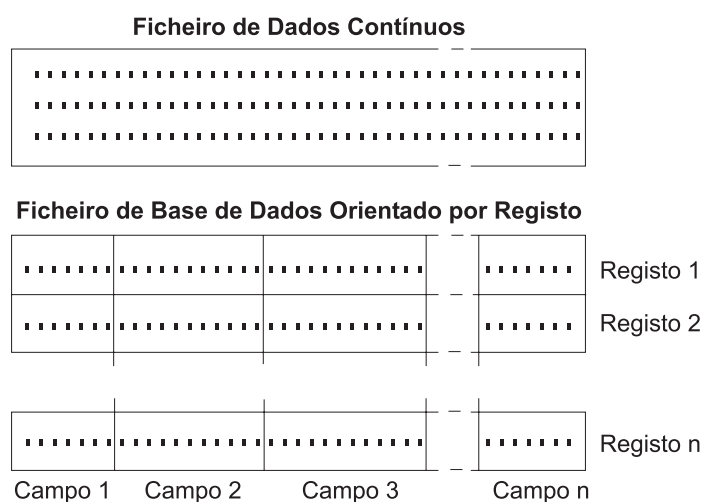 Ficheiro de Dados Contínuos
Ficheiro de Base de Dados Orientado por Registo
Registo 1
Registo 2
Registo n
Campo 1 Campo 2 Campo 3 Campo n